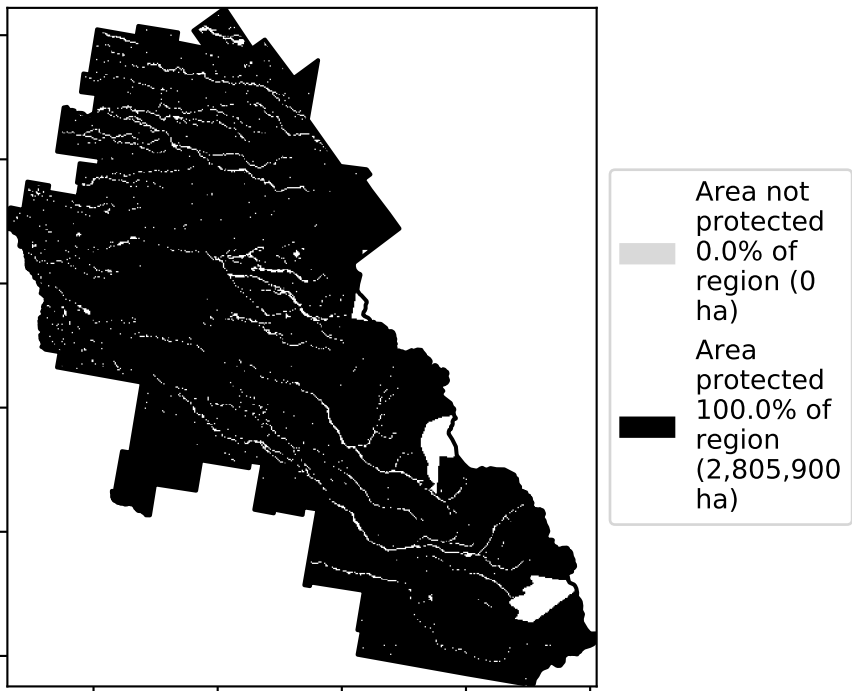 Area not
protected
0.0% of
region (0
ha)
Area
protected
100.0% of
region
(2,805,900
ha)